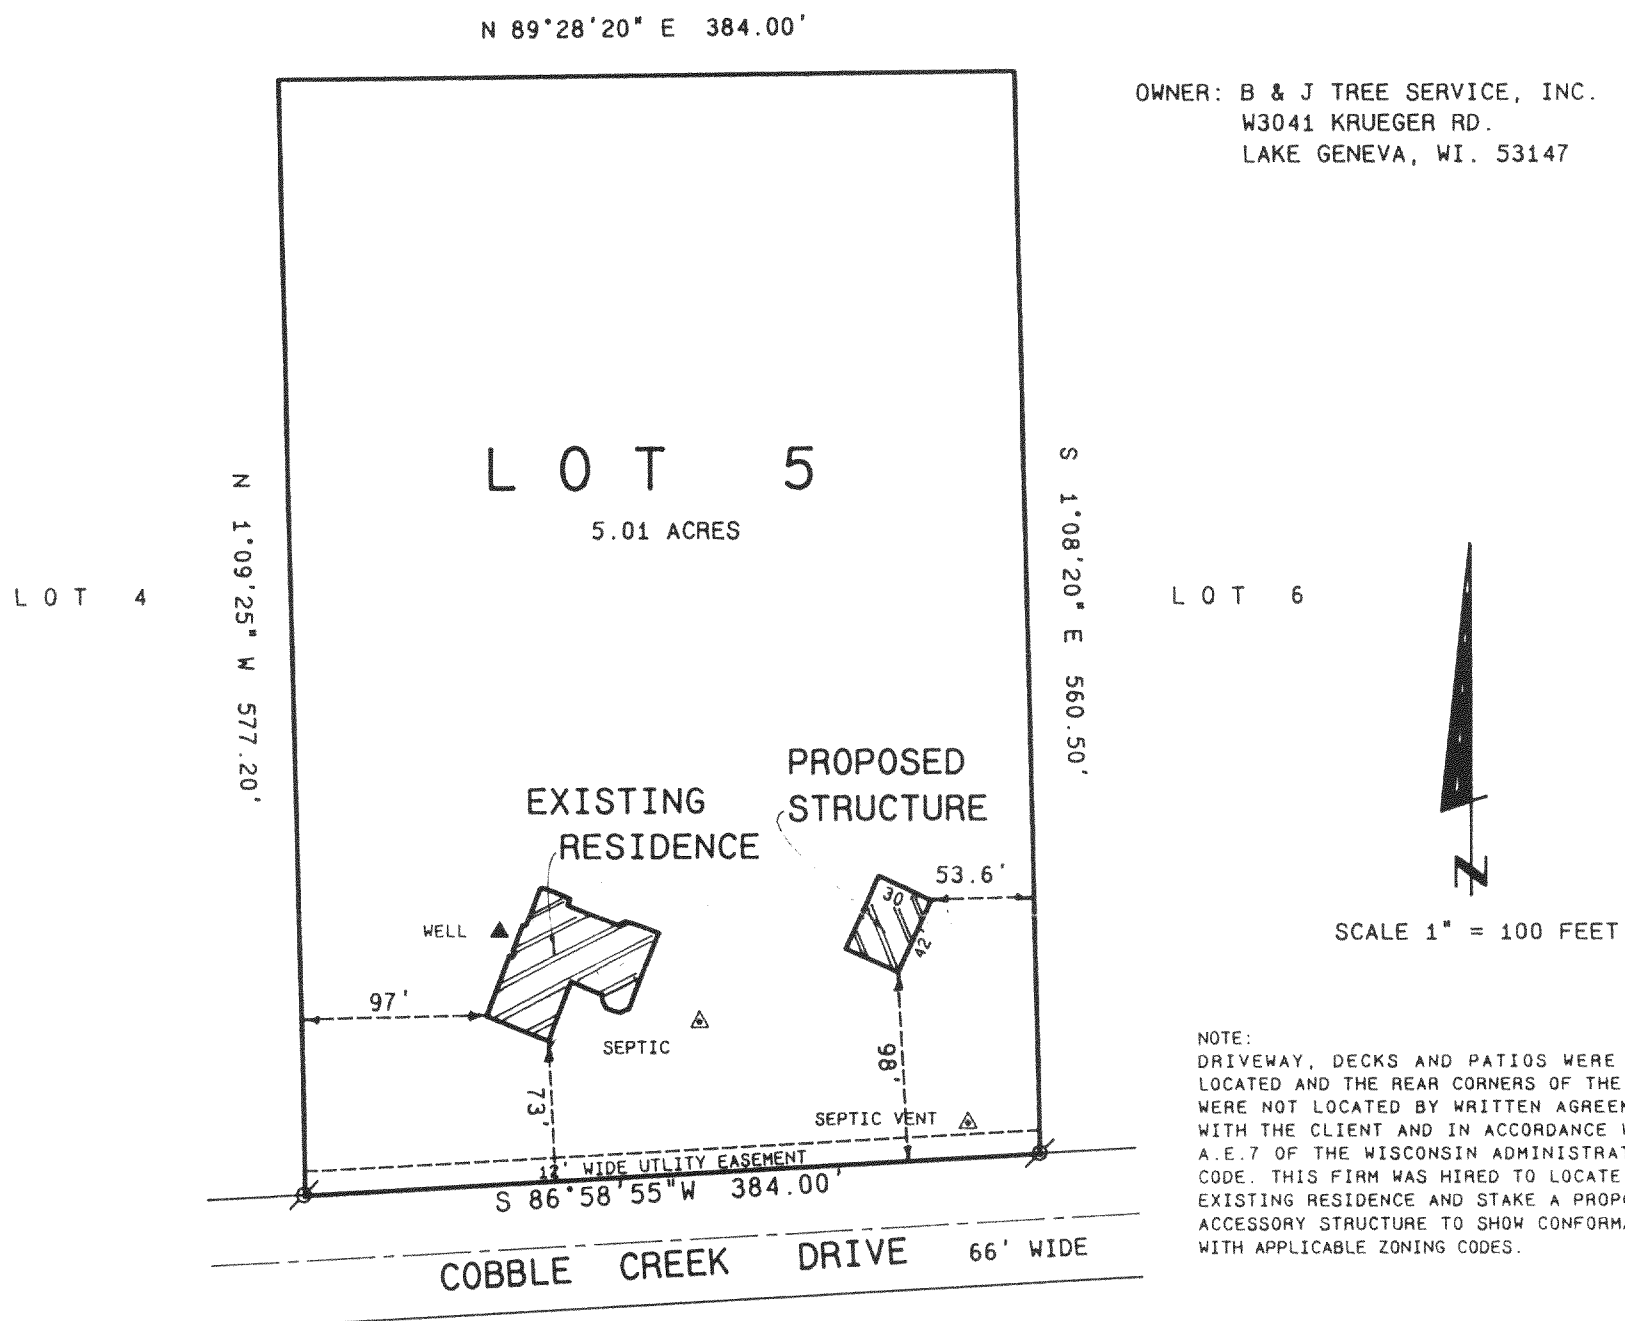 N 89°28'20" E 384.00'
OWNER: B & J TREE SERVICE, INC.
W3041 KRUEGER RD.
LAKE GENEVA, WI. 53147
LOT 5
5.01 ACRES
N 1°09'25" W 577.20'
S 1°08'20" E 560.50'
LOT 4
LOT 6
PROPOSED
STRUCTURE
EXISTING
RESIDENCE
53.6'
30'
42'
WELL
N
SCALE 1" = 100 FEET
97'
SEPTIC
98'
73'
SEPTIC VENT
12' WIDE UTLITY EASEMENT
S 86°58'55"W 384.00'
COBBLE CREEK DRIVE 66' WIDE
NOTE:
DRIVEWAY, DECKS AND PATIOS WERE
LOCATED AND THE REAR CORNERS OF THE
WERE NOT LOCATED BY WRITTEN AGREE
WITH THE CLIENT AND IN ACCORDANCE
A.E.7 OF THE WISCONSIN ADMINISTRAT
CODE. THIS FIRM WAS HIRED TO LOCATE
EXISTING RESIDENCE AND STAKE A PROP
ACCESSORY STRUCTURE TO SHOW CONFORM
WITH APPLICABLE ZONING CODES.